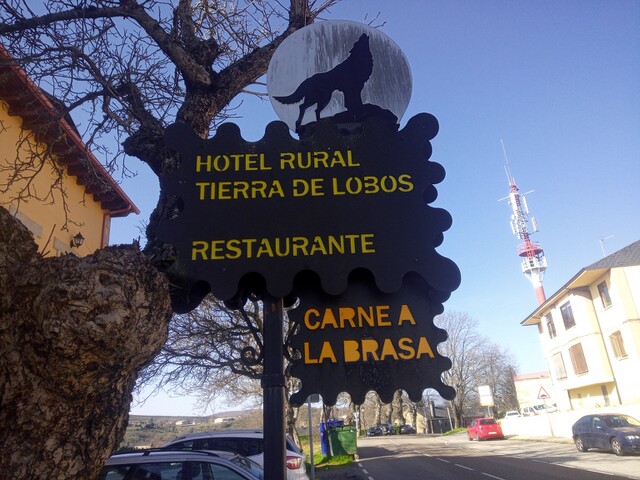 HOTEL RURAL
TIERRA DE LOBOS
RESTAURANTE
CARNE A
LA BRASA